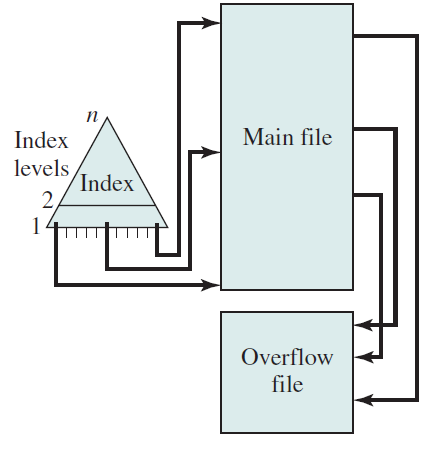 n
Index
levels
2
1
Index
Main file
Overflow
file